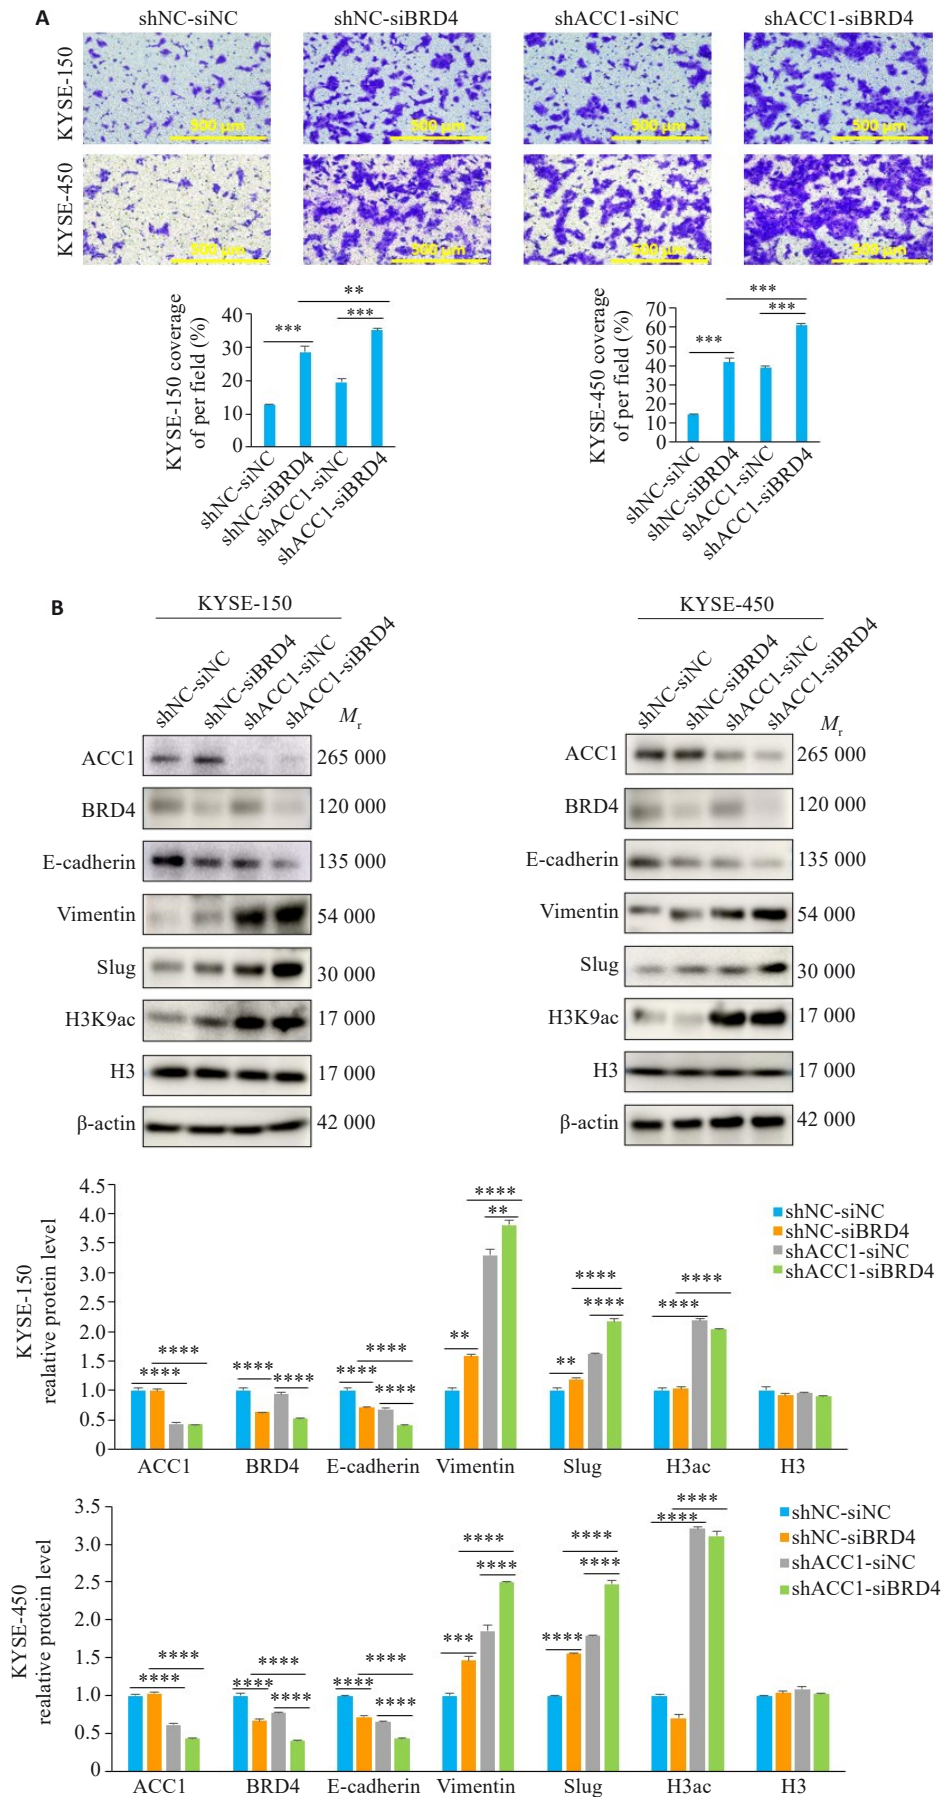 A
shNC-siNC shNC-siBRD4 shACC1-siNC shACC1-siBRD4
KYSE-150
500 μm 500 μm 500 μm 500 μm
KYSE-450
500 μm 500 μm 500 μm 500 μm
KYSE-150 coverage
of per field (%)
40
30
20
10
0
***
**
***
shNC-siNC
shNC-siBRD4
shACC1-siNC
shACC1-siBRD4
KYSE-450 coverage
of per field (%)
70
60
50
40
30
20
10
0
***
***
***
shNC-siNC
shNC-siBRD4
shACC1-siNC
shACC1-siBRD4
B
KYSE-150
shNC-siNC
shNC-siBRD4
shACC1-siNC
shACC1-siBRD4
Mr
ACC1 265 000
BRD4 120 000
E-cadherin 135 000
Vimentin 54 000
Slug 30 000
H3K9ac 17 000
H3 17 000
β-actin 42 000
KYSE-450
shNC-siNC
shNC-siBRD4
shACC1-siNC
shACC1-siBRD4
Mr
ACC1 265 000
BRD4 120 000
E-cadherin 135 000
Vimentin 54 000
Slug 30 000
H3K9ac 17 000
H3 17 000
β-actin 42 000
KYSE-150
realative protein level
4.5
4.0
3.5
3.0
2.5
2.0
1.5
1.0
0.5
0
****
****
****
****
****
****
****
**
****
**
**
****
****
****
****
shNC-siNC
shNC-siBRD4
shACC1-siNC
shACC1-siBRD4
ACC1 BRD4 E-cadherin Vimentin Slug H3ac H3
KYSE-450
realative protein level
3.5
3.0
2.5
2.0
1.5
1.0
0.5
0
****
****
****
****
****
****
****
****
****
****
***
****
****
****
****
****
shNC-siNC
shNC-siBRD4
shACC1-siNC
shACC1-siBRD4
ACC1 BRD4 E-cadherin Vimentin Slug H3ac H3